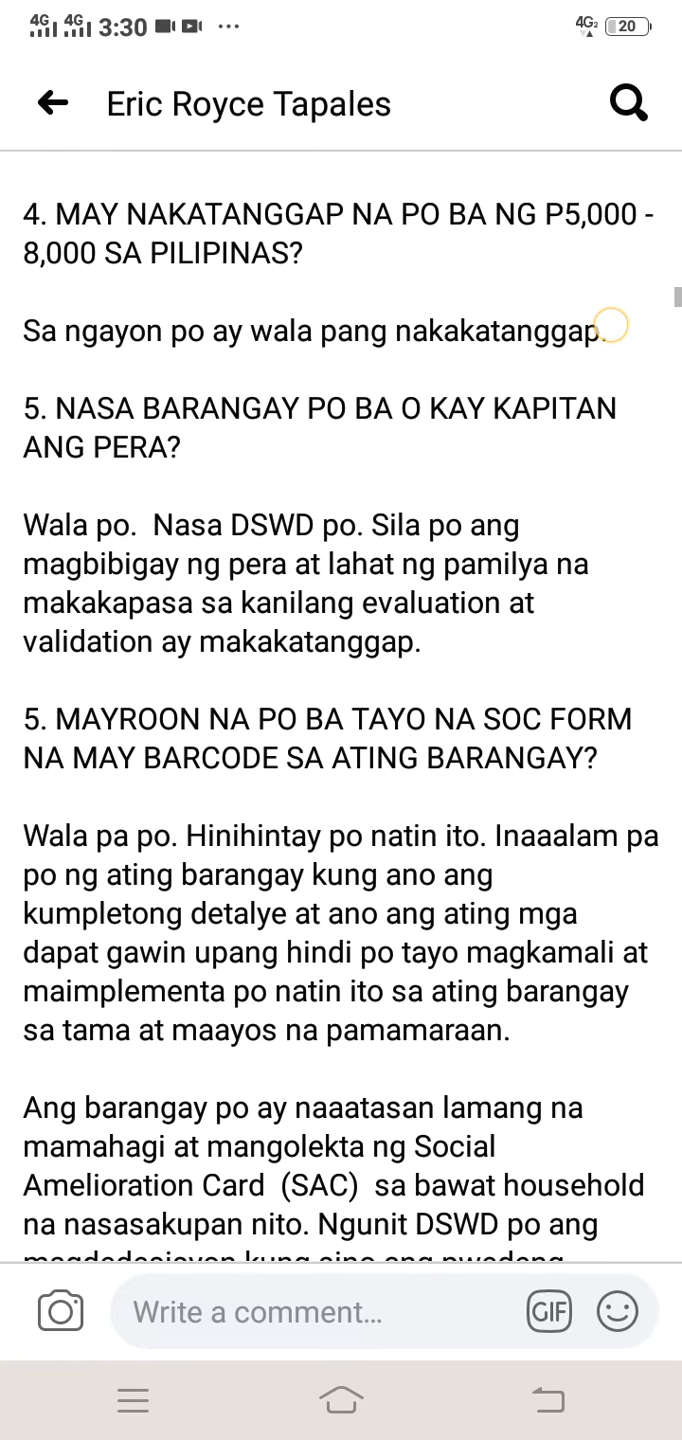 4G 4G 3:30 ... 4G2 20
Eric Royce Tapales
4. MAY NAKATANGGAP NA PO BA NG P5,000 -
8,000 SA PILIPINAS?
Sa ngayon po ay wala pang nakakatanggap.
5. NASA BARANGAY PO BA O KAY KAPITAN
ANG PERA?
Wala po.  Nasa DSWD po. Sila po ang
magbibigay ng pera at lahat ng pamilya na
makakapasa sa kanilang evaluation at
validation ay makakatanggap.
5. MAYROON NA PO BA TAYO NA SOC FORM
NA MAY BARCODE SA ATING BARANGAY?
Wala pa po. Hinihintay po natin ito. Inaaalam pa
po ng ating barangay kung ano ang
kumpletong detalye at ano ang ating mga
dapat gawin upang hindi po tayo magkamali at
maimplementa po natin ito sa ating barangay
sa tama at maayos na pamamaraan.
Ang barangay po ay naaatasan lamang na
mamahagi at mangolekta ng Social
Amelioration Card  (SAC)  sa bawat household
na nasasakupan nito. Ngunit DSWD po ang
kung sino ang pwedeng
Write a comment...
GIF